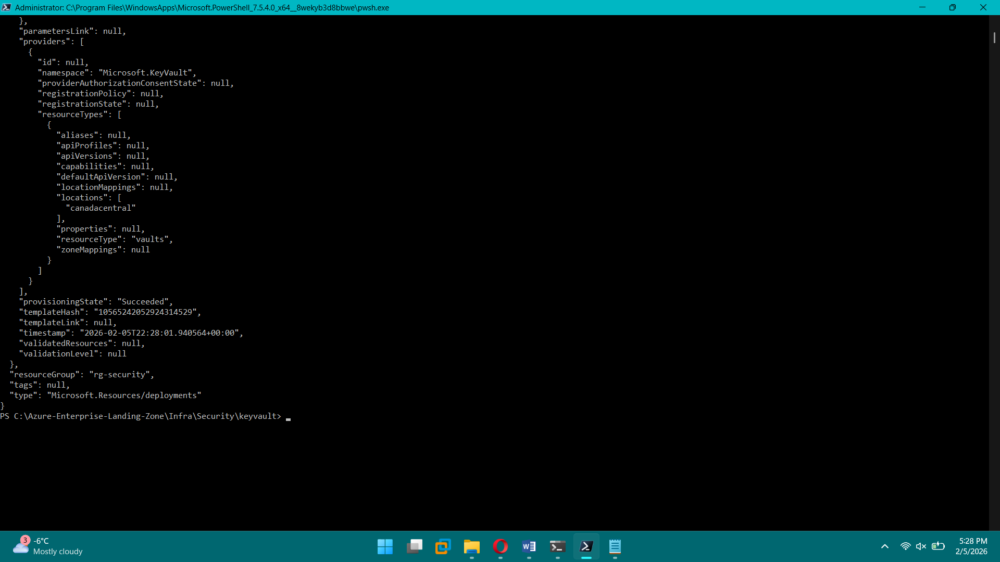 Administrator: C:\Program Files\WindowsApps\Microsoft.PowerShell_7.5.4.0_x64__8wekyb3d8bbwe\pwsh.exe
    },
    "parametersLink": null,
    "providers": [
      {
        "id": null,
        "namespace": "Microsoft.KeyVault",
        "providerAuthorizationConsentState": null,
        "registrationPolicy": null,
        "registrationState": null,
        "resourceTypes": [
          {
            "aliases": null,
            "apiProfiles": null,
            "apiVersions": null,
            "capabilities": null,
            "defaultApiVersion": null,
            "locationMappings": null,
            "locations": [
              "canadacentral"
            ],
            "properties": null,
            "resourceType": "vaults",
            "zoneMappings": null
          }
        ]
      }
    ],
    "provisioningState": "Succeeded",
    "templateHash": "10565242052924314529",
    "templateLink": null,
    "timestamp": "2026-02-05T22:28:01.940564+00:00",
    "validatedResources": null,
    "validationLevel": null
  },
  "resourceGroup": "rg-security",
  "tags": null,
  "type": "Microsoft.Resources/deployments"
}
PS C:\Azure-Enterprise-Landing-Zone\Infra\Security\keyvault>
3
-6°C
Mostly cloudy
W
5:28 PM
2/5/2026